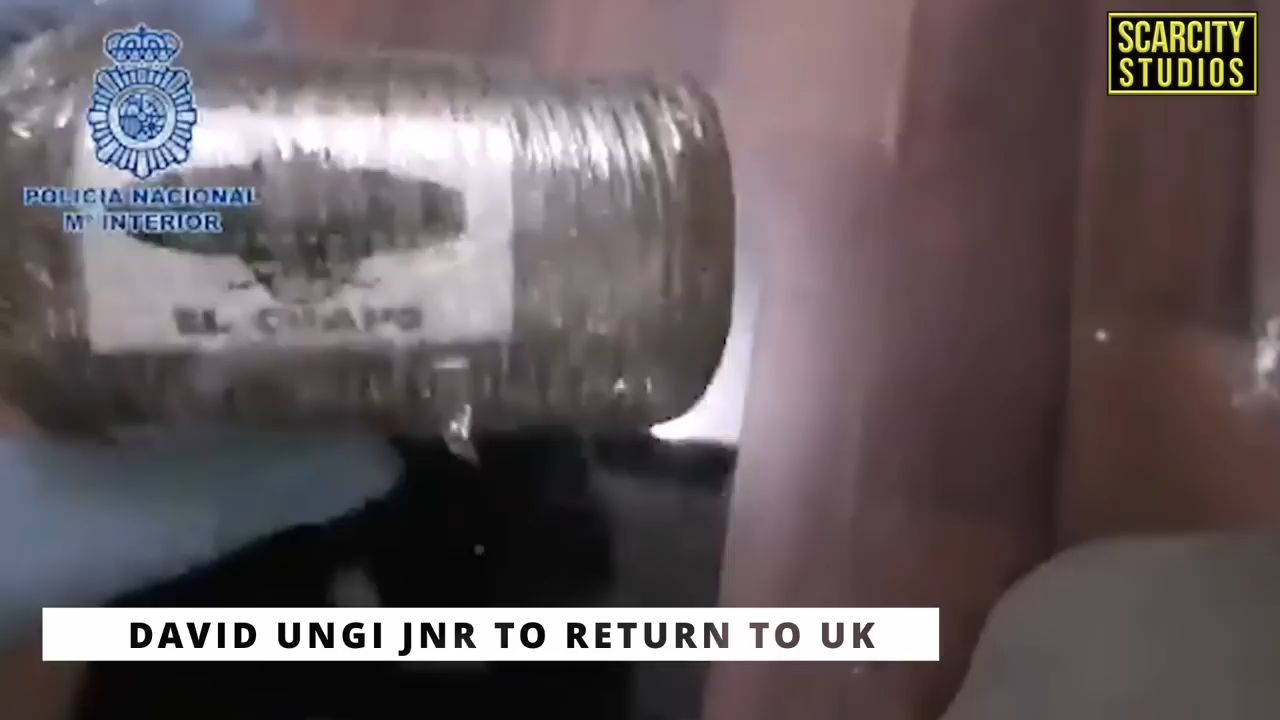 SCARCITY
STUDIOS
POLICIA NACIONAL
Mº INTERIOR
EL CHAPO
DAVID UNGI JNR TO RETURN TO UK